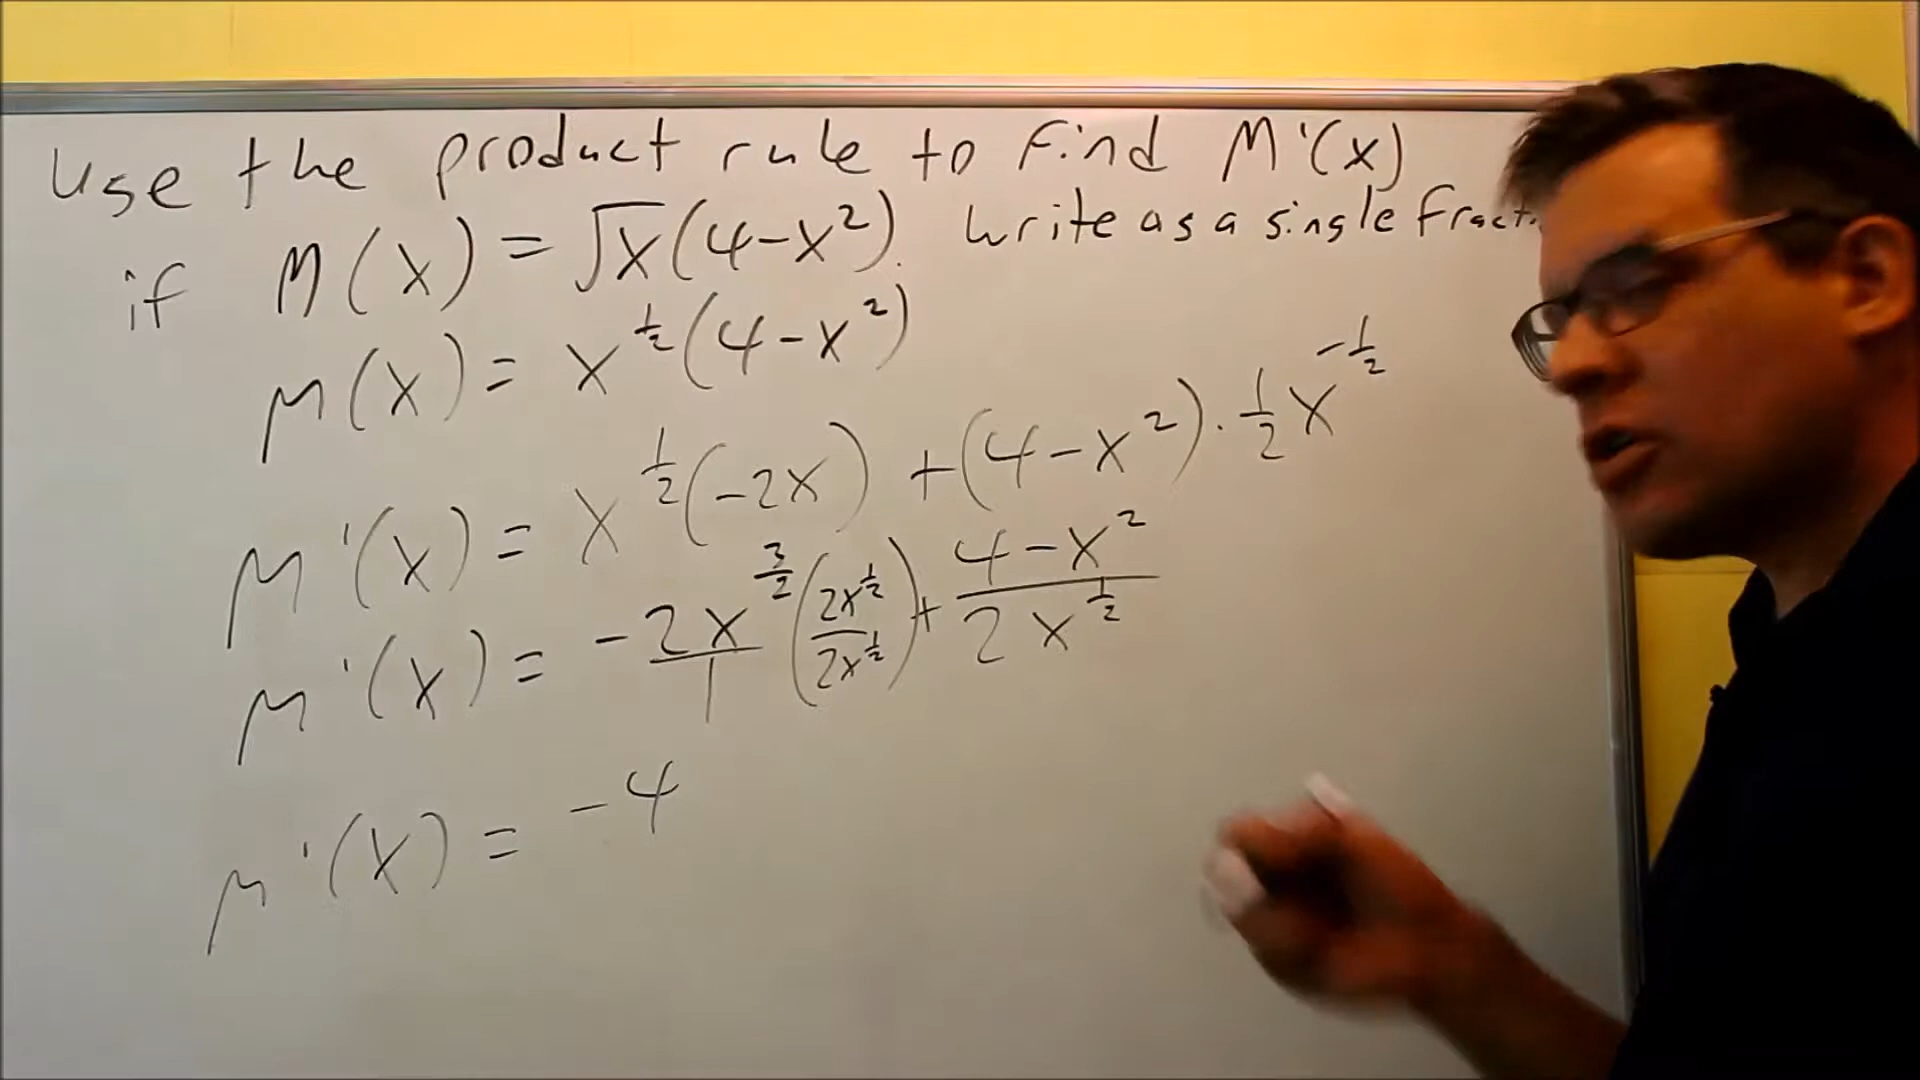 Use the product rule to find M'(x)
if M(x) = √x(4-x²). Write as a single
M(x) = x^(1/2)(4-x²)
M'(x) = x^(1/2)(-2x) + (4-x²)·1/2 x^(-1/2)
M'(x) = -2x^(3/2)/1 (2x^(1/2)/2x^(1/2)) + (4-x²)/(2x^(1/2))
M'(x) = -4